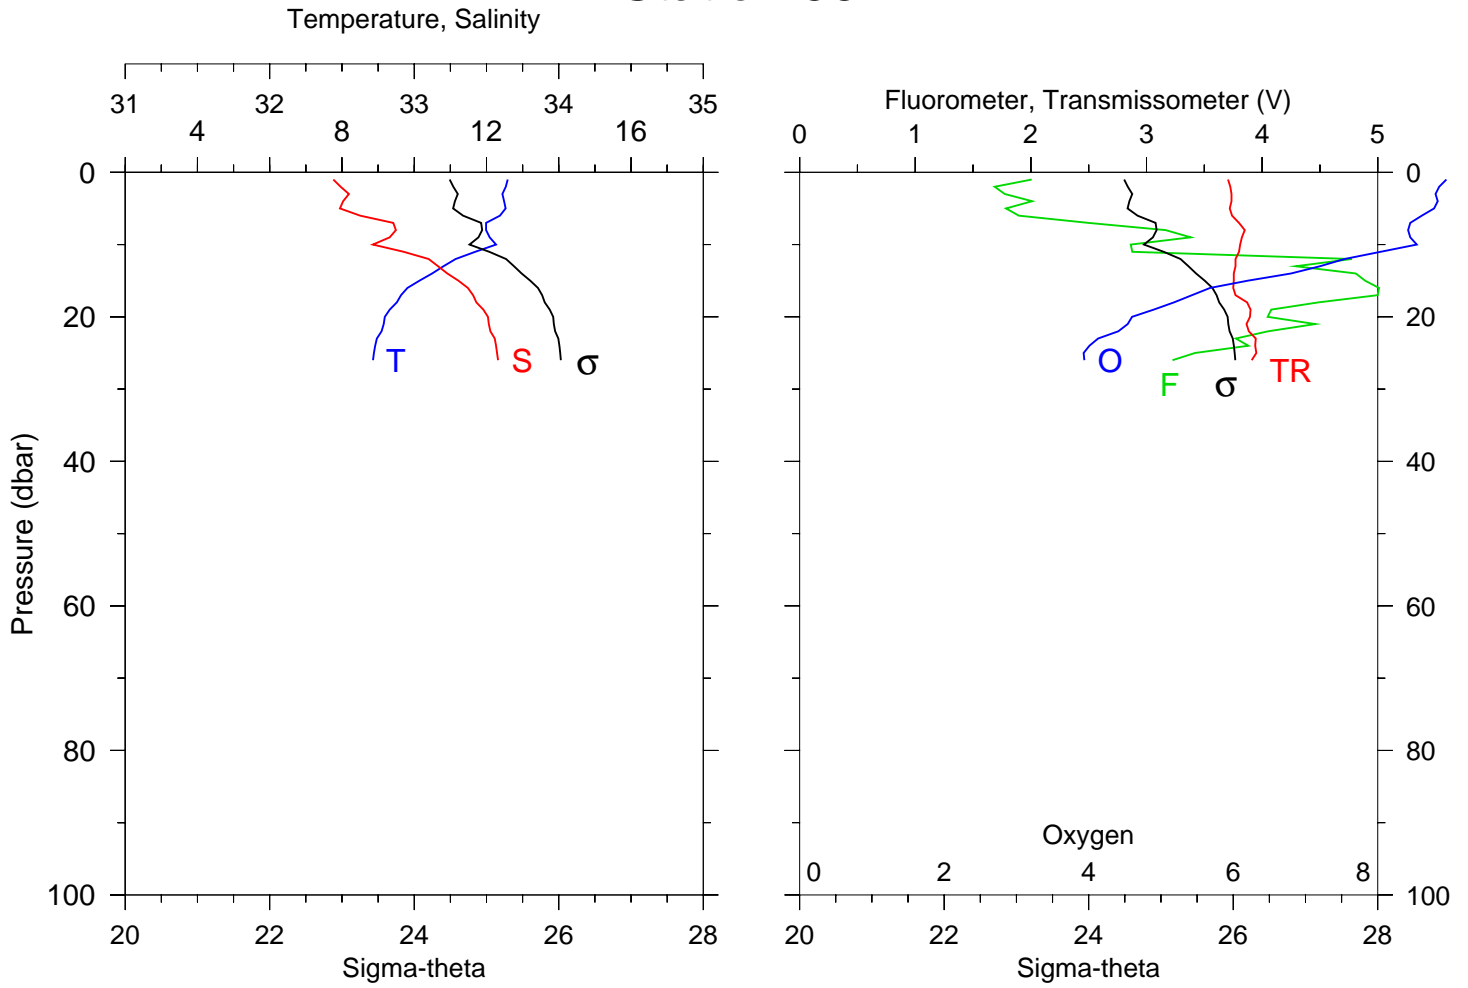 Temperature, Salinity
31 32 33 34 35
4 8 12 16
Fluorometer, Transmissometer (V)
0 1 2 3 4 5
0 0
20 20
40 40
60 60
80 80
100 100
Pressure (dbar)
T S σ
O F σ TR
Oxygen
0 2 4 6 8
20 22 24 26 28
Sigma-theta
20 22 24 26 28
Sigma-theta